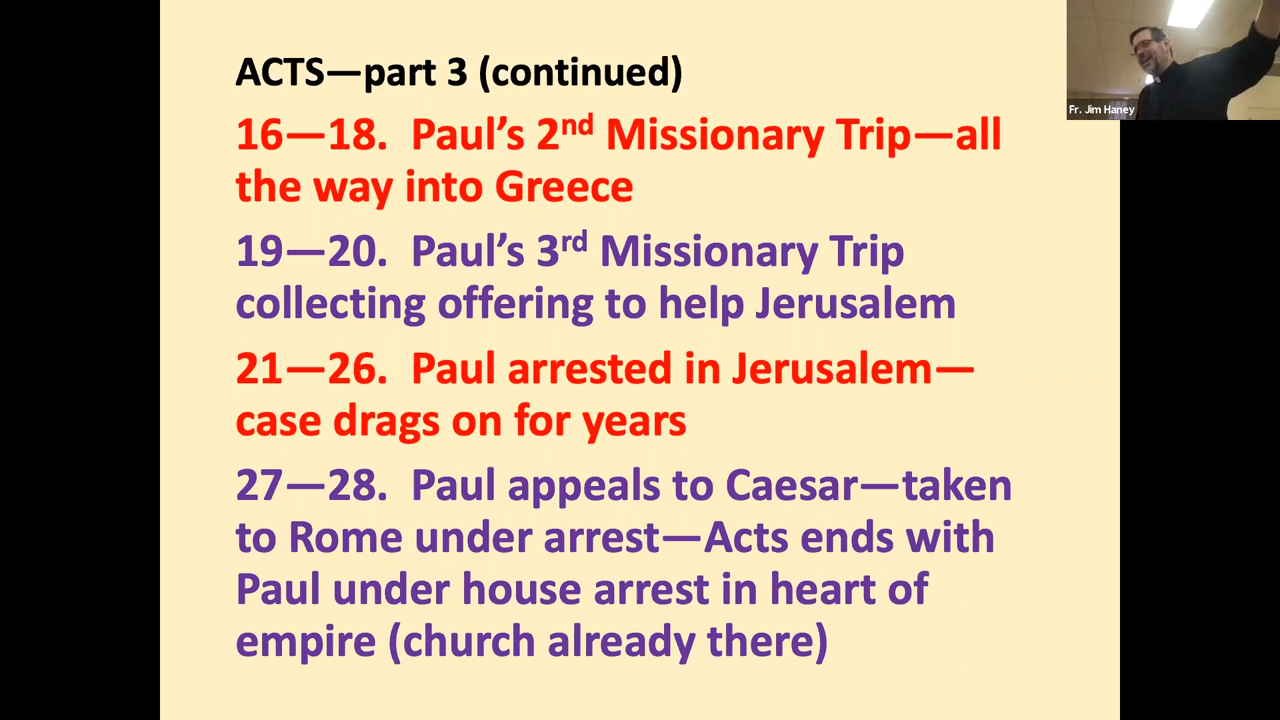 ACTS—part 3 (continued)
16—18.  Paul’s 2nd Missionary Trip—all
the way into Greece
19—20.  Paul’s 3rd Missionary Trip
collecting offering to help Jerusalem
21—26.  Paul arrested in Jerusalem—
case drags on for years
27—28.  Paul appeals to Caesar—taken
to Rome under arrest—Acts ends with
Paul under house arrest in heart of
empire (church already there)
Fr. Jim Haney